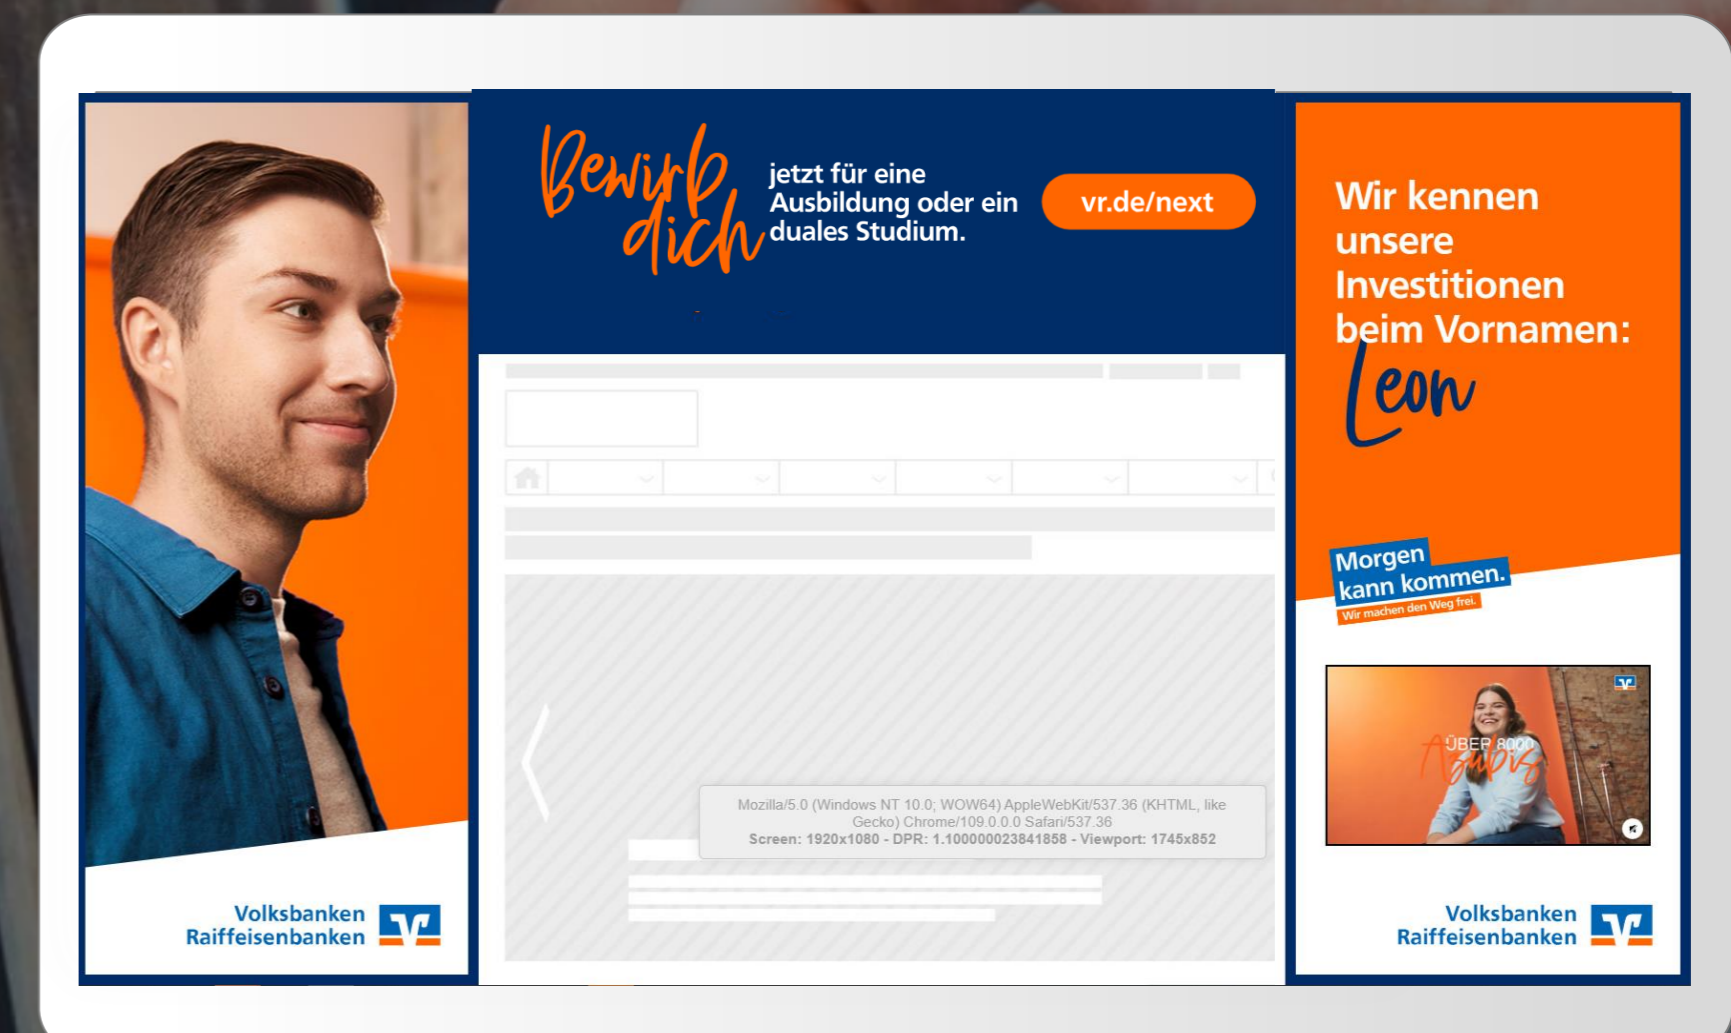 Bewirb
dich
jetzt für eine
Ausbildung oder ein
duales Studium.
vr.de/next
Wir kennen
unsere
Investitionen
beim Vornamen:
Leon
Morgen
kann kommen.
Wir machen den Weg frei.
ÜBER 8000
Azubis
Mozilla/5.0 (Windows NT 10.0; WOW64) AppleWebKit/537.36 (KHTML, like
Gecko) Chrome/109.0.0.0 Safari/537.36
Screen: 1920x1080 - DPR: 1.100000023841858 - Viewport: 1745x852
Volksbanken
Raiffeisenbanken
Volksbanken
Raiffeisenbanken